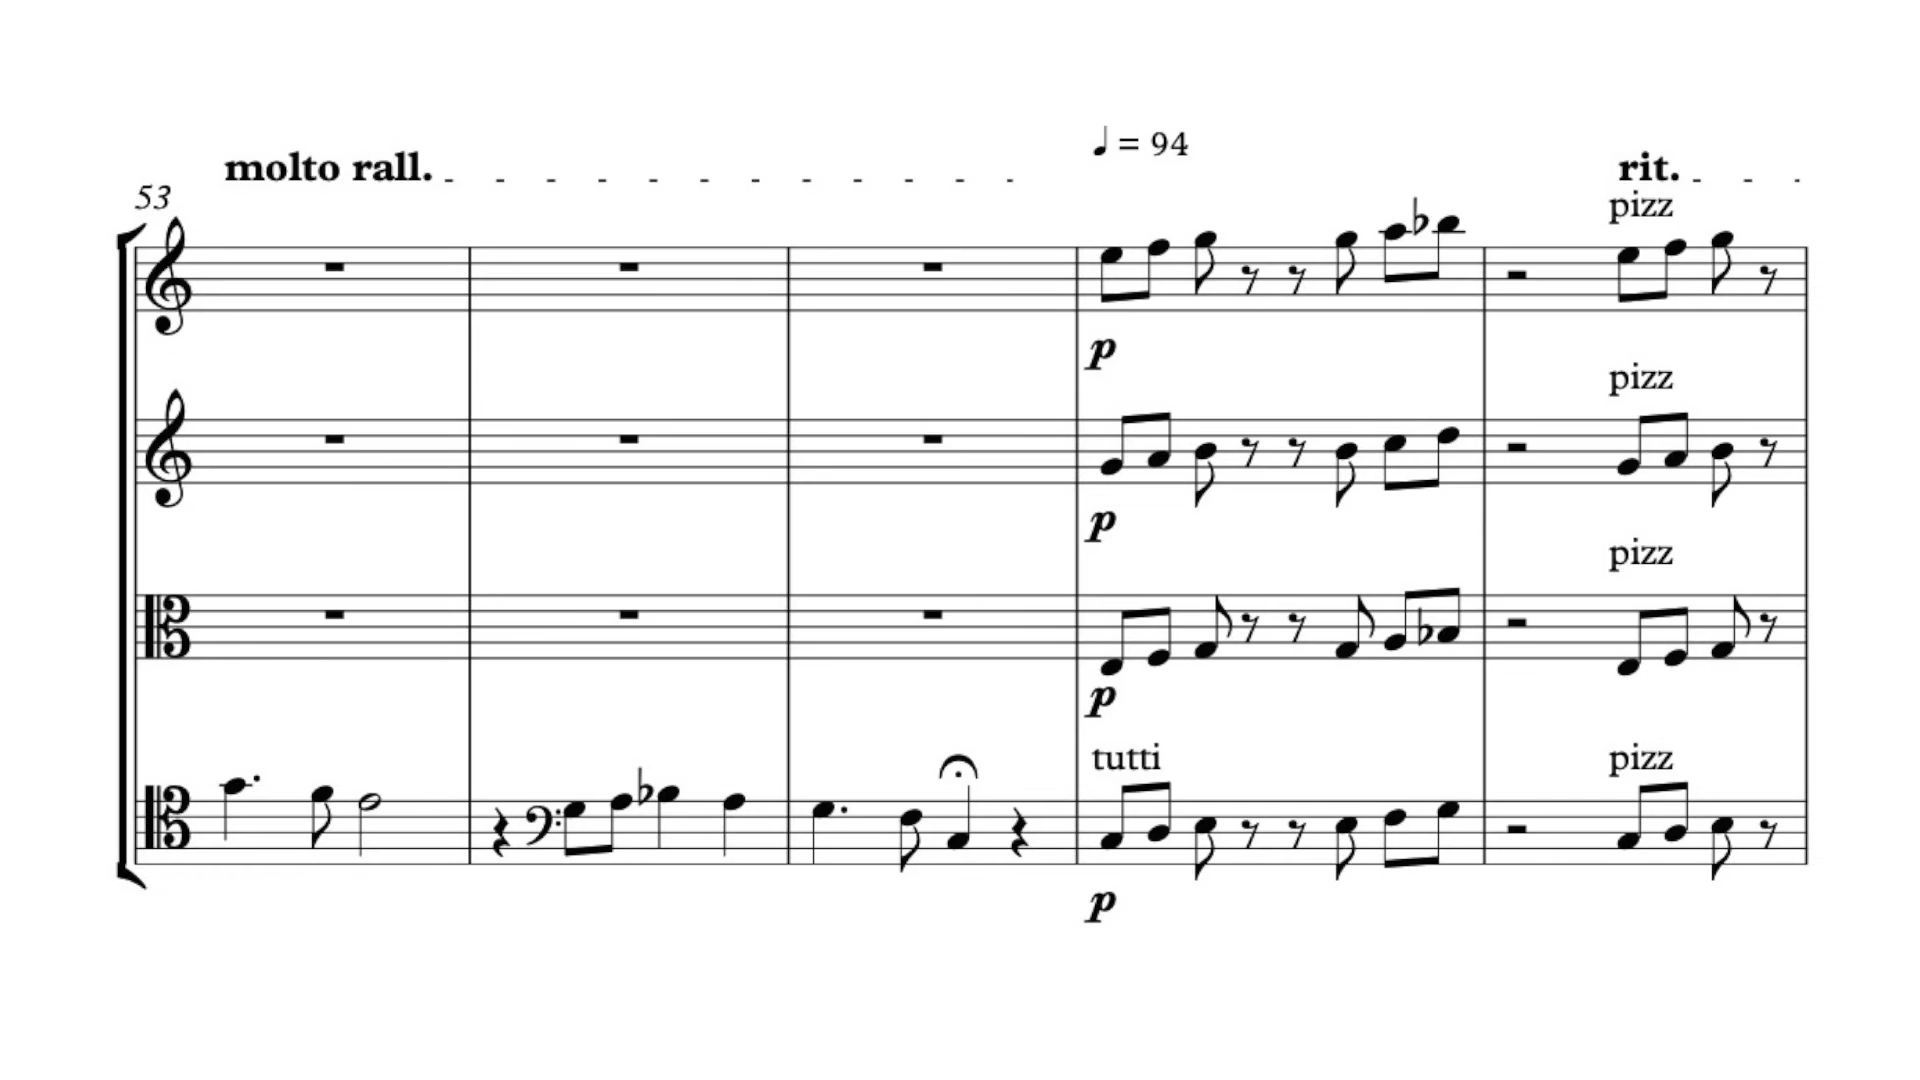 ♩ = 94
molto rall. rit.
53 pizz
p
pizz
p
pizz
p
tutti pizz
p